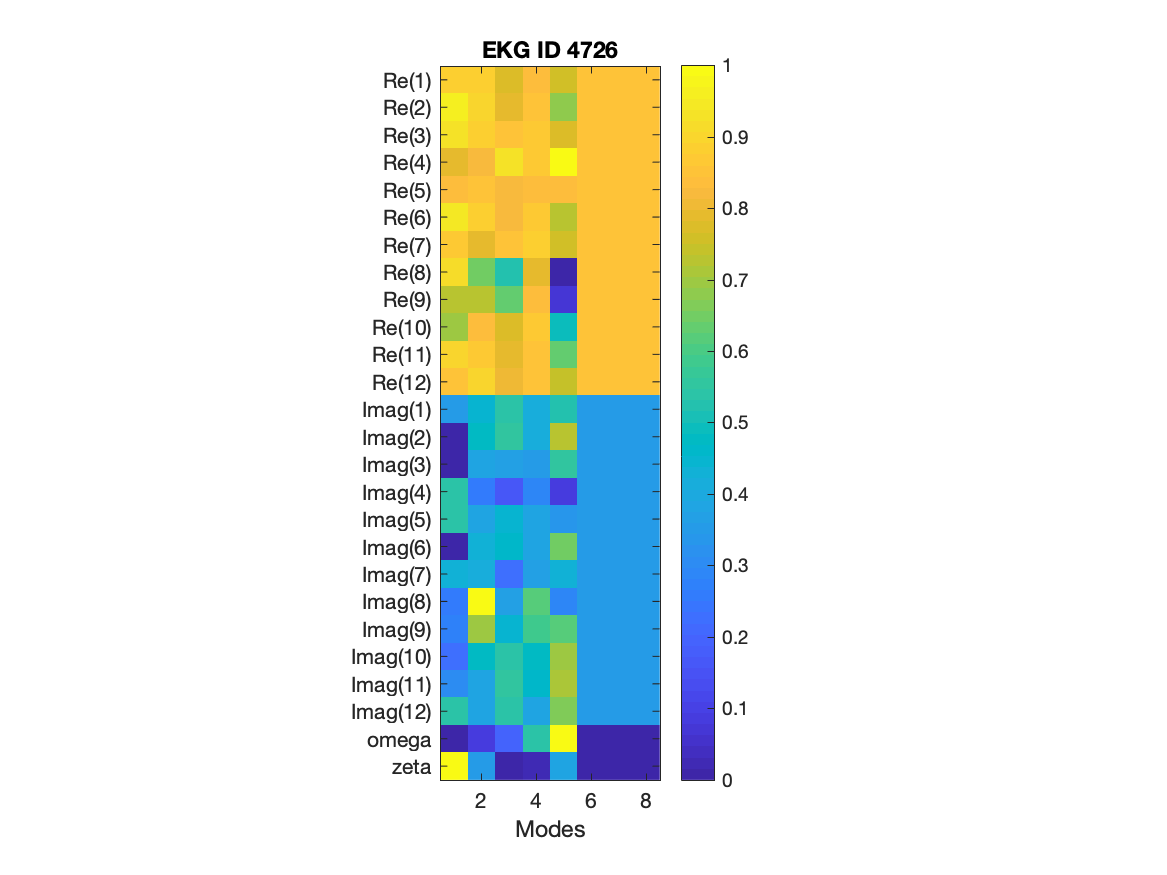 EKG ID 4726
Re(1)
Re(2)
Re(3)
Re(4)
Re(5)
Re(6)
Re(7)
Re(8)
Re(9)
Re(10)
Re(11)
Re(12)
Imag(1)
Imag(2)
Imag(3)
Imag(4)
Imag(5)
Imag(6)
Imag(7)
Imag(8)
Imag(9)
Imag(10)
Imag(11)
Imag(12)
omega
zeta
2 4 6 8
Modes
1
0.9
0.8
0.7
0.6
0.5
0.4
0.3
0.2
0.1
0